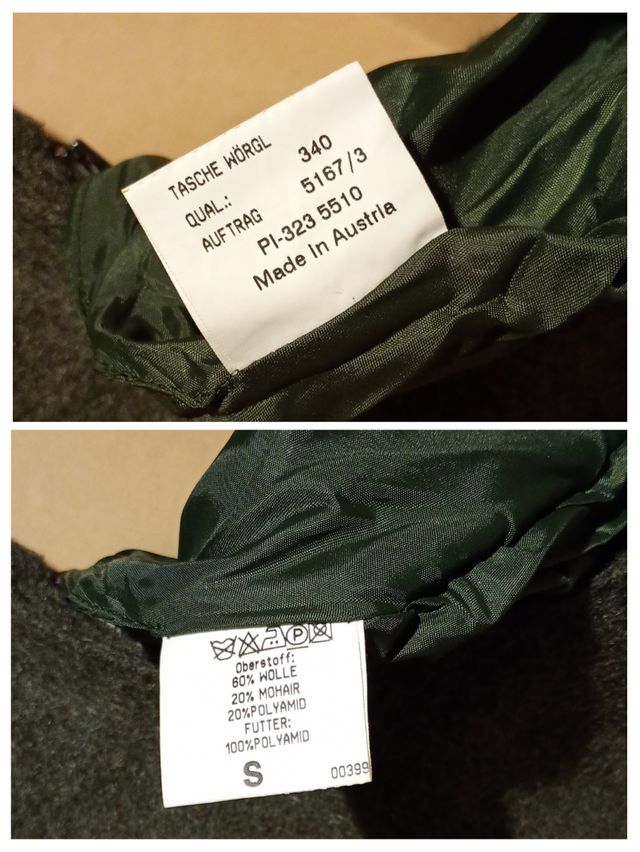 TASCHE WÖRGL
QUAL.: 340
AUFTRAG 5167/3
PI-323 5510
Made In Austria
P
Oberstoff:
60% WOLLE
20% MOHAIR
20%POLYAMID
FUTTER:
100%POLYAMID
S
00399